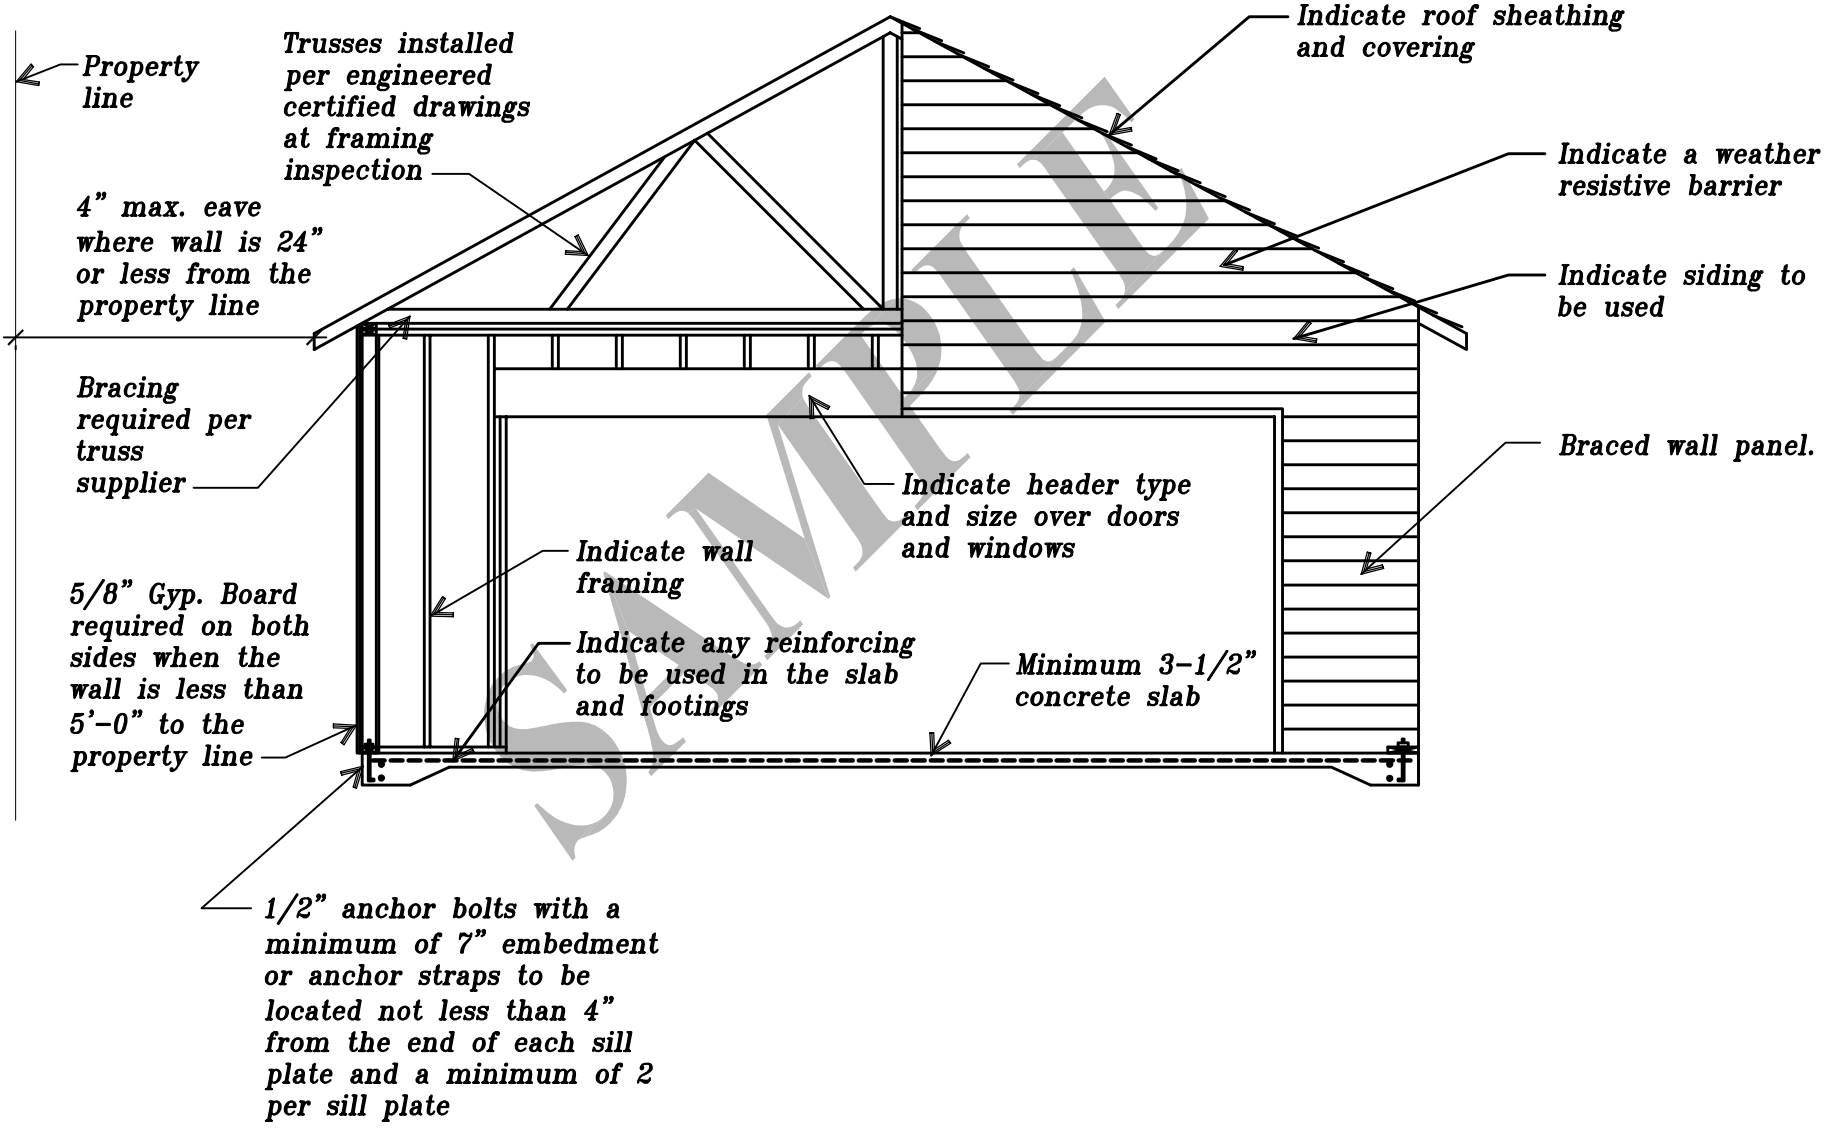 Property
line
Trusses installed
per engineered
certified drawings
at framing
inspection
Indicate roof sheathing
and covering
4” max. eave
where wall is 24”
or less from the
property line
Indicate a weather
resistive barrier
Indicate siding to
be used
Bracing
required per
truss
supplier
Braced wall panel.
Indicate header type
and size over doors
and windows
Indicate wall
framing
5/8” Gyp. Board
required on both
sides when the
wall is less than
5’-0” to the
property line
Indicate any reinforcing
to be used in the slab
and footings
Minimum 3-1/2”
concrete slab
1/2” anchor bolts with a
minimum of 7” embedment
or anchor straps to be
located not less than 4”
from the end of each sill
plate and a minimum of 2
per sill plate
SAMPLE